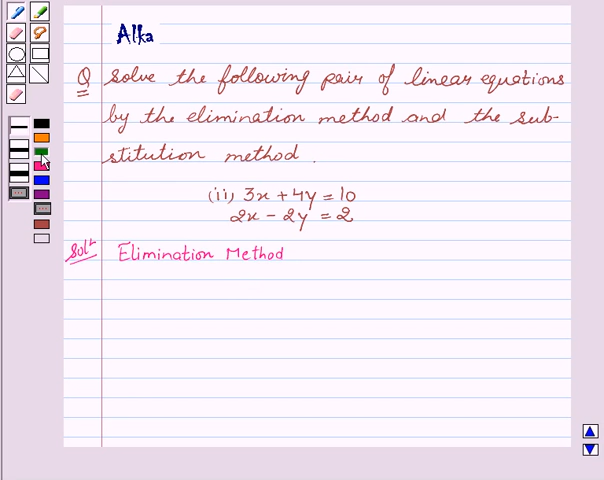 Alka
Q Solve the following pair of linear equations
by the elimination method and the sub-
stitution method.
(ii) 3x + 4y = 10
2x - 2y = 2
Solⁿ Elimination Method